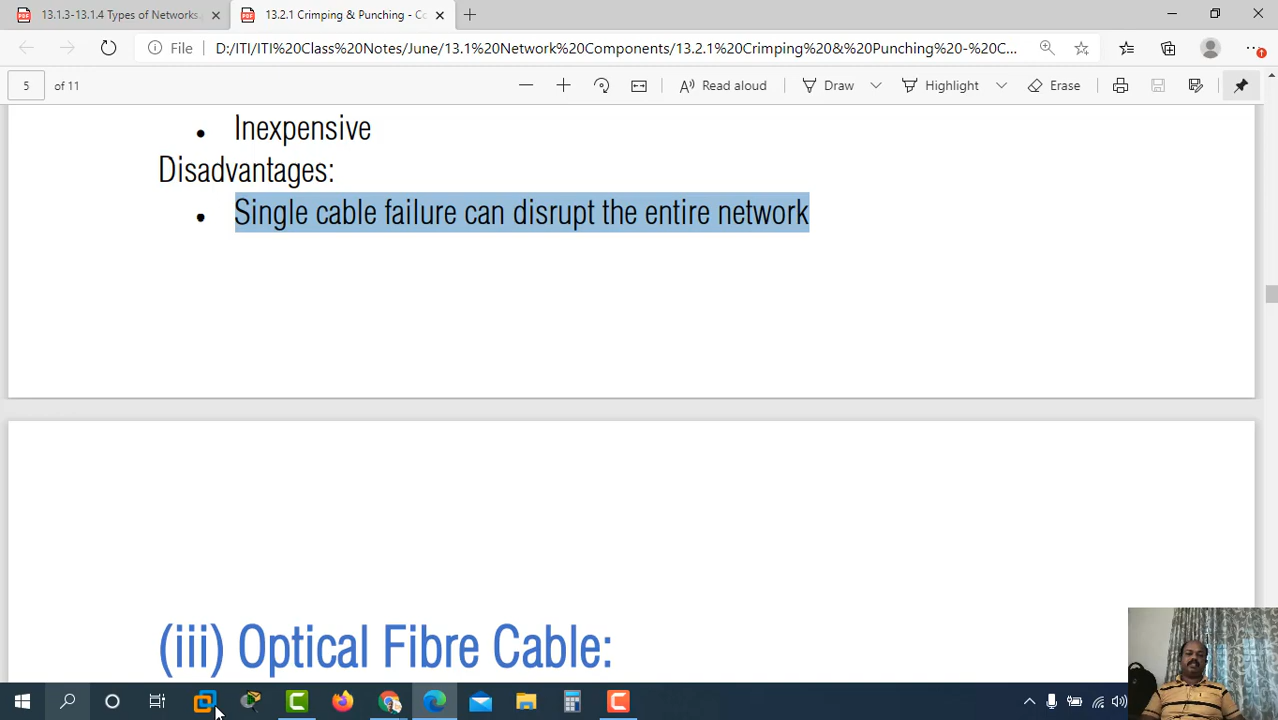 13.1.3-13.1.4 Types of Networks.
13.2.1 Crimping & Punching - Co
File
D:/ITI/ITI%20Class%20Notes/June/13.1%20Network%20Components/13.2.1%20Crimping%20&%20Punching%20-%20C...
5 of 11
Read aloud
Draw
Highlight
Erase
• Inexpensive
Disadvantages:
• Single cable failure can disrupt the entire network
(iii) Optical Fibre Cable: